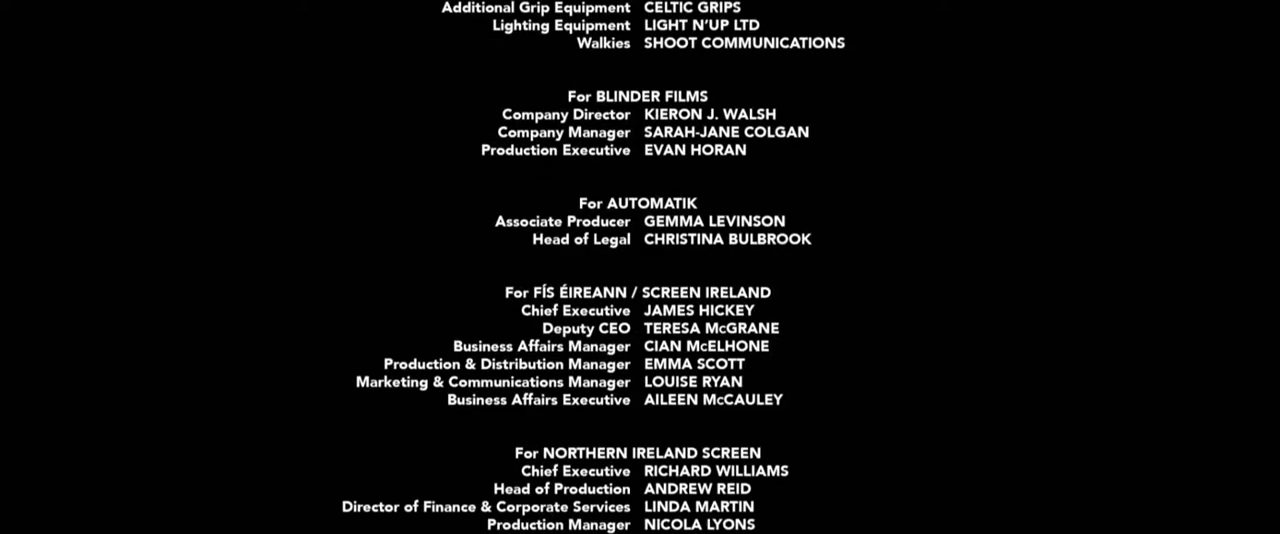 Additional Grip Equipment CELTIC GRIPS
Lighting Equipment LIGHT N'UP LTD
Walkies SHOOT COMMUNICATIONS
For BLINDER FILMS
Company Director KIERON J. WALSH
Company Manager SARAH-JANE COLGAN
Production Executive EVAN HORAN
For AUTOMATIK
Associate Producer GEMMA LEVINSON
Head of Legal CHRISTINA BULBROOK
For FÍS ÉIREANN / SCREEN IRELAND
Chief Executive JAMES HICKEY
Deputy CEO TERESA McGRANE
Business Affairs Manager CIAN McELHONE
Production & Distribution Manager EMMA SCOTT
Marketing & Communications Manager LOUISE RYAN
Business Affairs Executive AILEEN McCAULEY
For NORTHERN IRELAND SCREEN
Chief Executive RICHARD WILLIAMS
Head of Production ANDREW REID
Director of Finance & Corporate Services LINDA MARTIN
Production Manager NICOLA LYONS